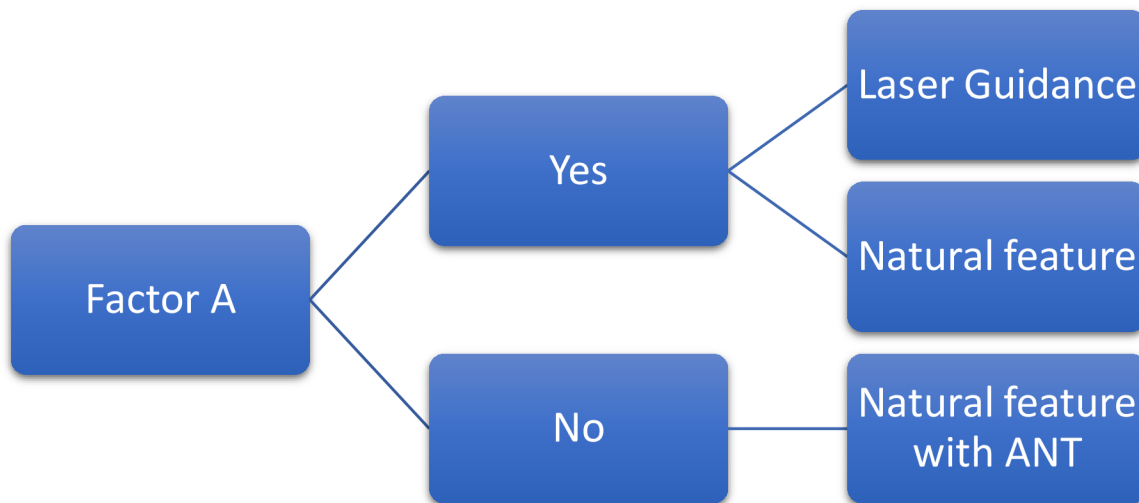 Factor A
Yes
No
Laser Guidance
Natural feature
Natural feature
with ANT